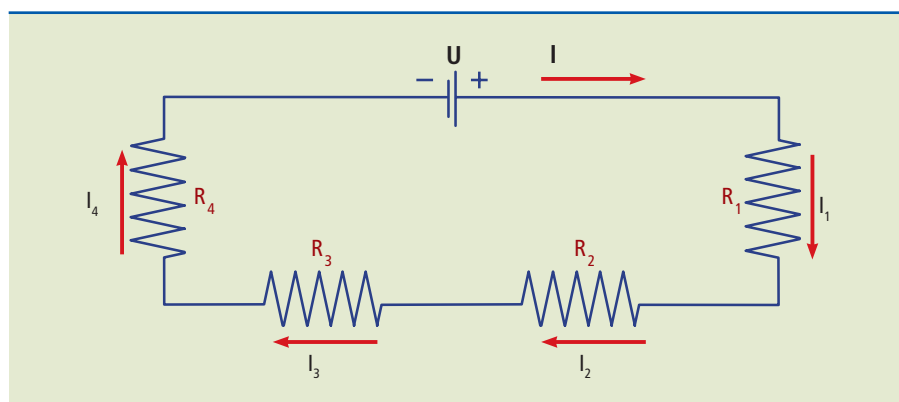 U
I
− +
R₄
I₄
R₁
I₁
R₃
R₂
I₃
I₂